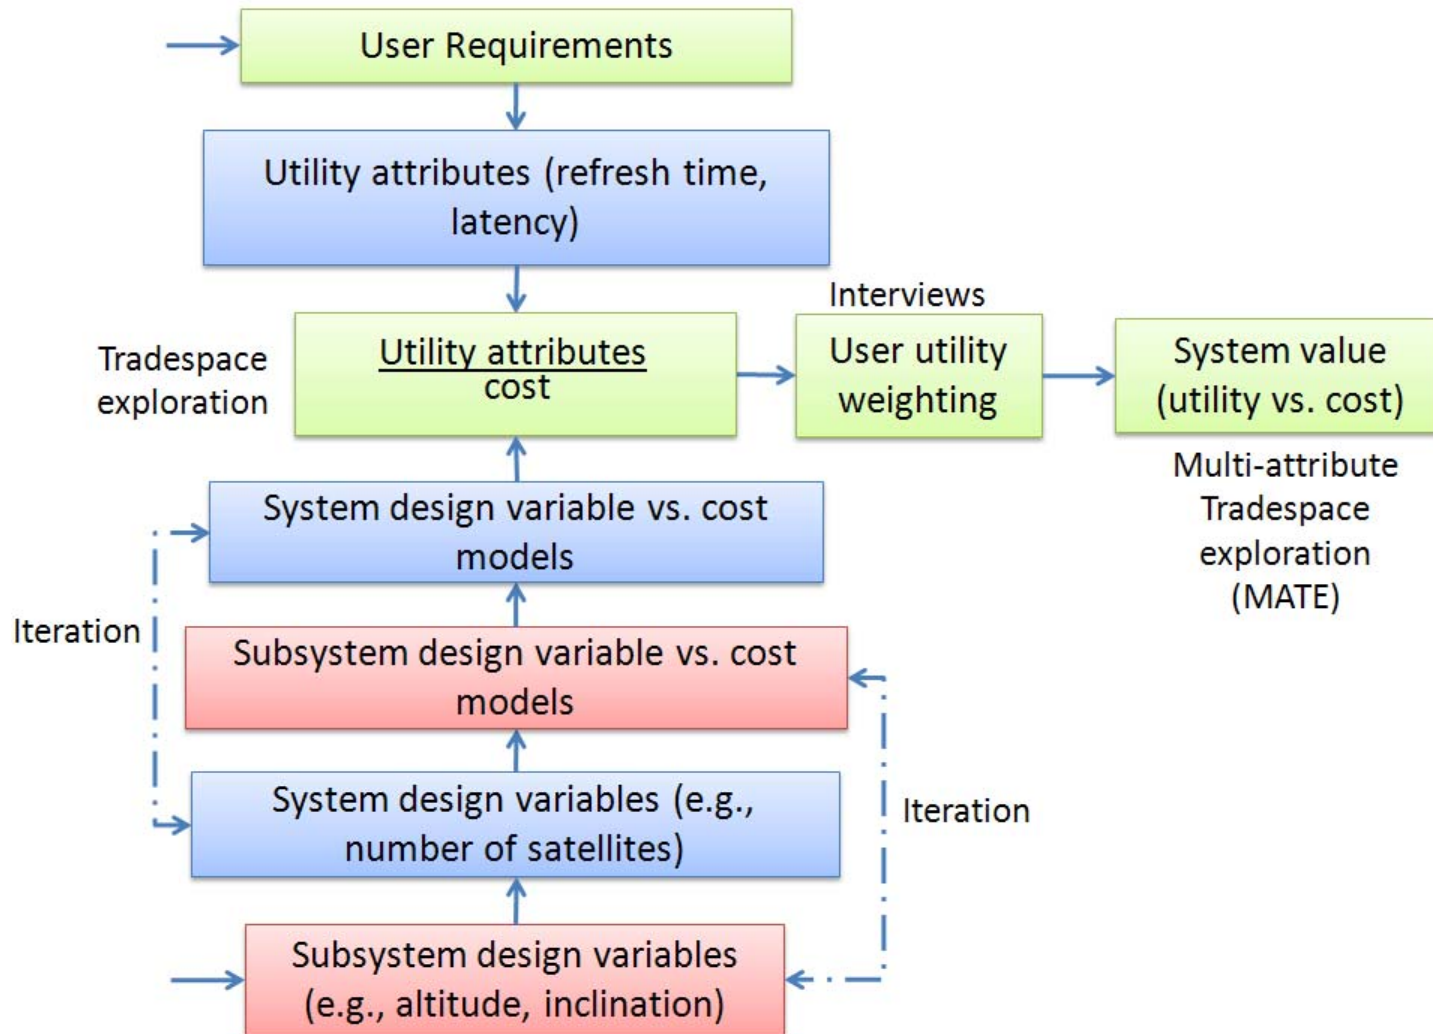 User Requirements
Utility attributes (refresh time,
latency)
Interviews
Tradespace
exploration
Utility attributes
cost
User utility
weighting
System value
(utility vs. cost)
Multi-attribute
Tradespace
exploration
(MATE)
System design variable vs. cost
models
Iteration
Subsystem design variable vs. cost
models
System design variables (e.g.,
number of satellites)
Iteration
Subsystem design variables
(e.g., altitude, inclination)